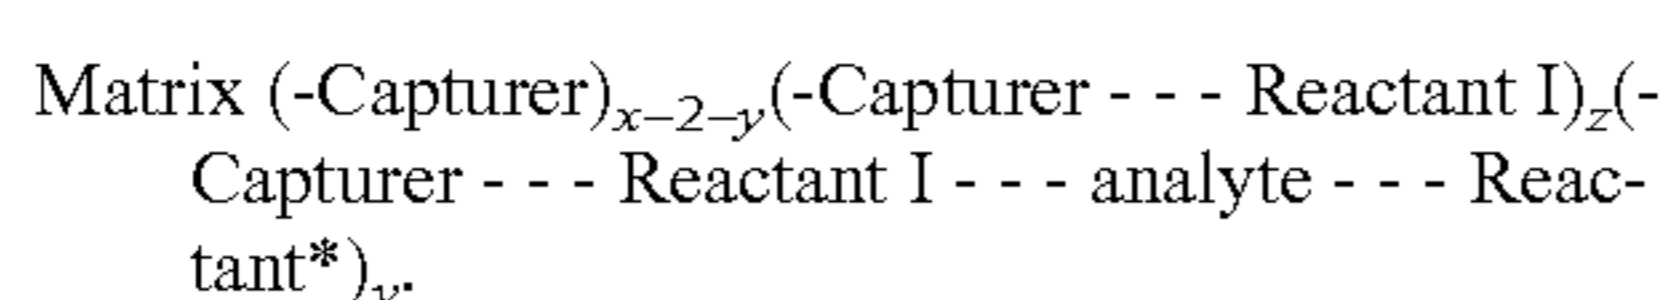 Matrix (-Capturer)x−2−y(-Capturer - - - Reactant I)z(-
Capturer - - - Reactant I - - - analyte - - - Reac-
tant*)y.